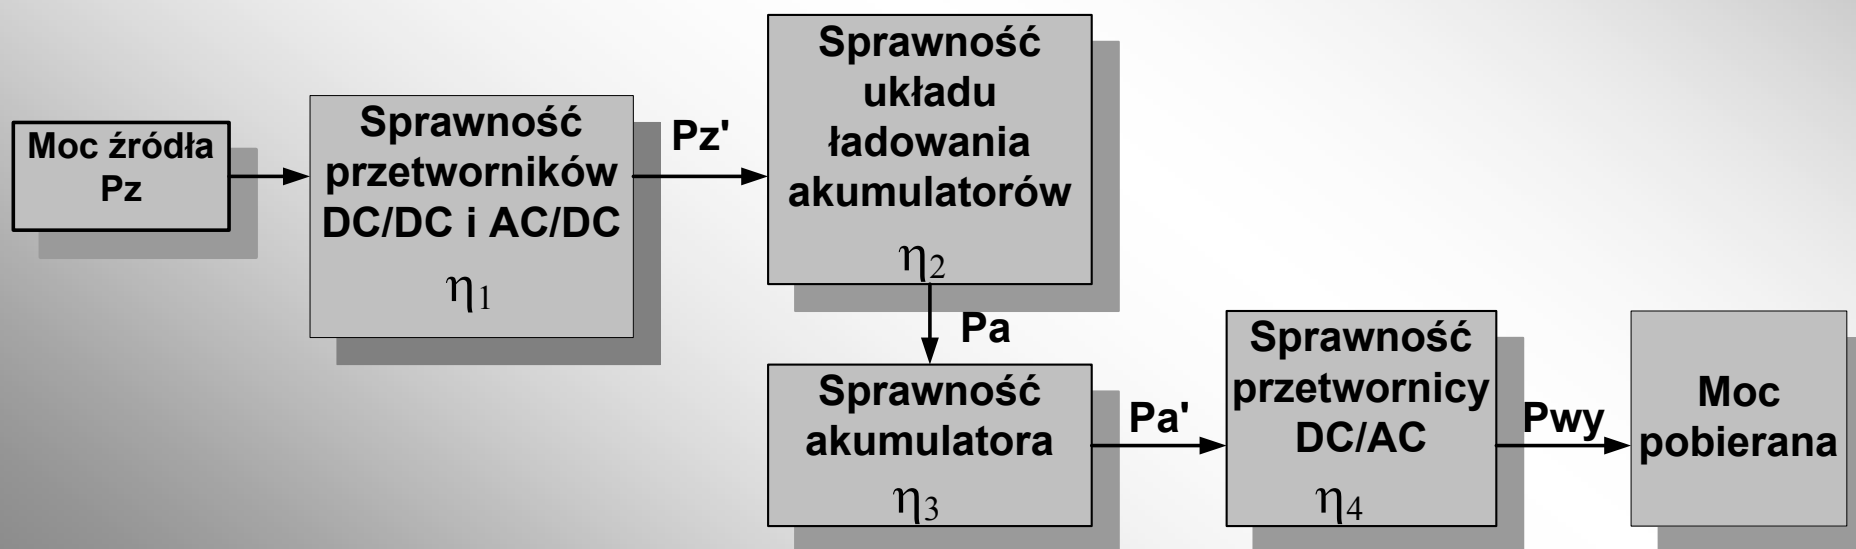 Moc źródła
Pz
Sprawność
przetworników
DC/DC i AC/DC
η1
Pz'
Sprawność
układu
ładowania
akumulatorów
η2
Pa
Sprawność
akumulatora
η3
Pa'
Sprawność
przetwornicy
DC/AC
η4
Pwy
Moc
pobierana